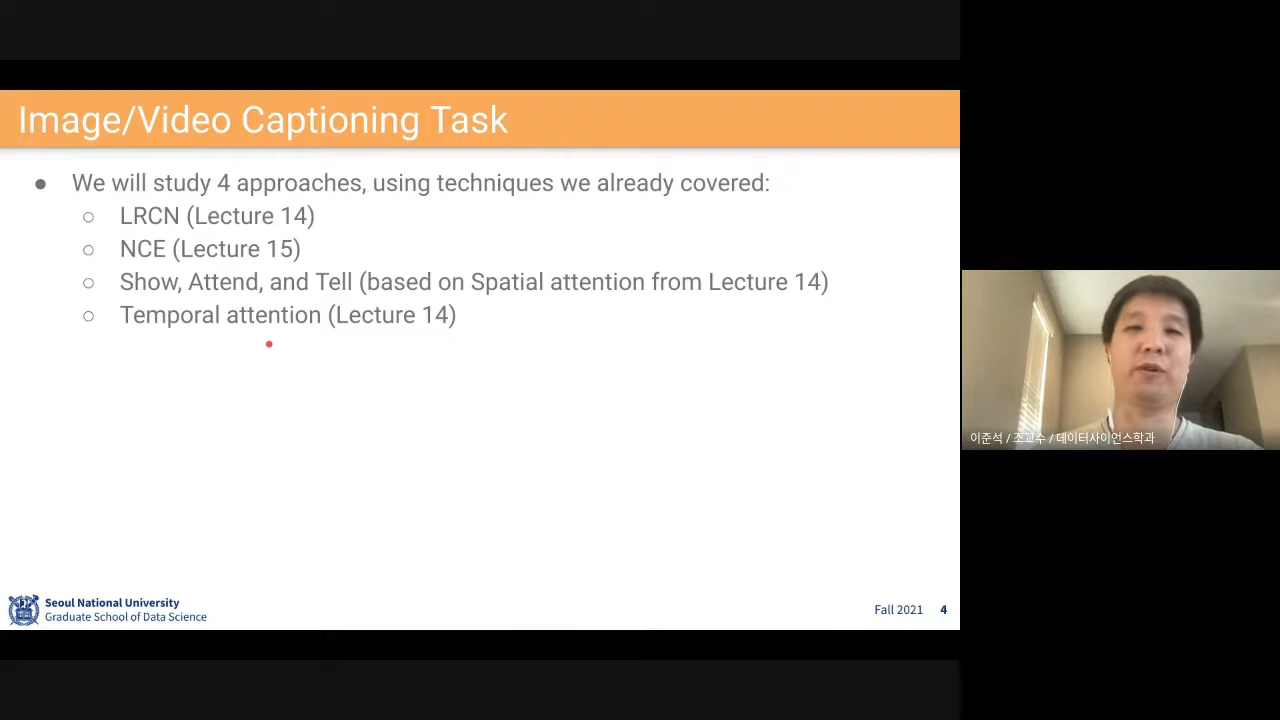 Image/Video Captioning Task
● We will study 4 approaches, using techniques we already covered:
○ LRCN (Lecture 14)
○ NCE (Lecture 15)
○ Show, Attend, and Tell (based on Spatial attention from Lecture 14)
○ Temporal attention (Lecture 14)
이준석 / 조교수 / 데이터사이언스학과
Seoul National University
Graduate School of Data Science
Fall 2021 4